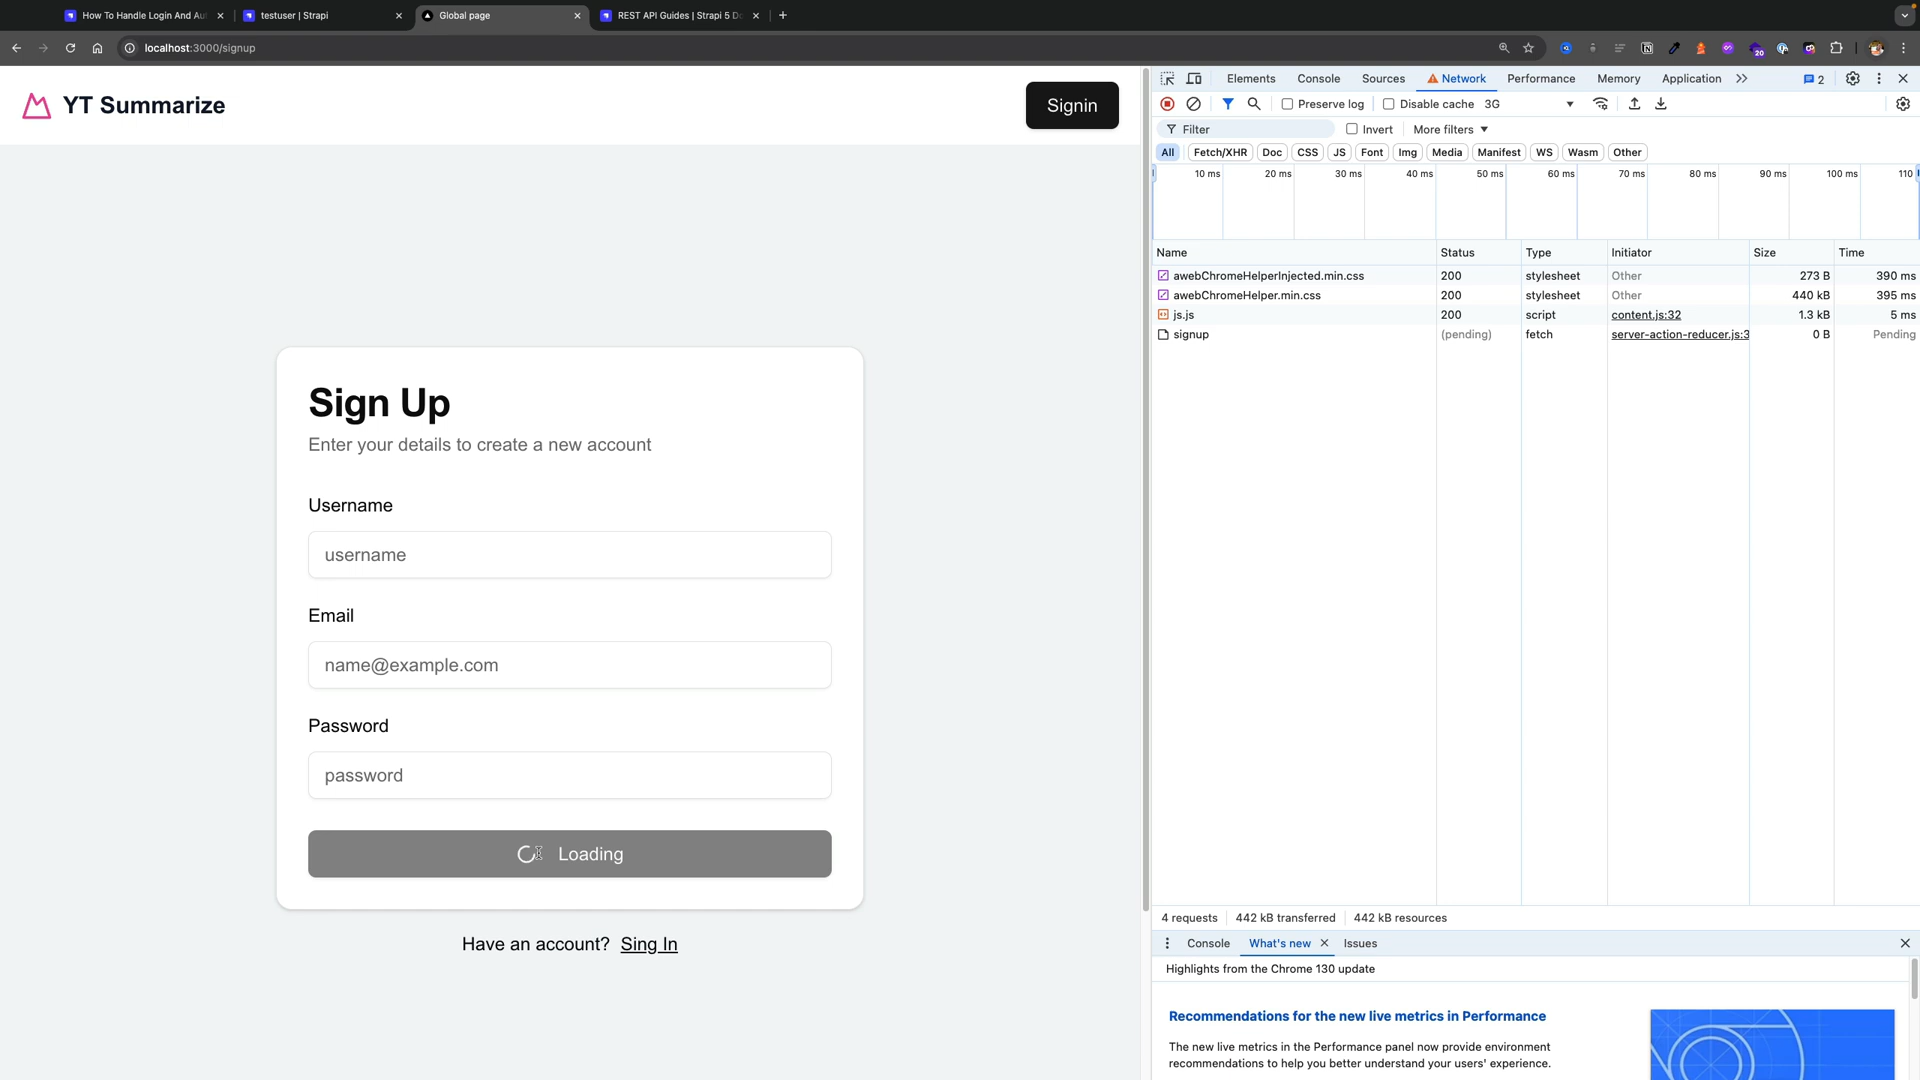 How To Handle Login And Au
testuser | Strapi
Global page
REST API Guides | Strapi 5 Do
localhost:3000/signup
20
YT Summarize
Signin
Sign Up
Enter your details to create a new account
Username
username
Email
name@example.com
Password
password
Loading
Have an account? Sing In
Elements Console Sources Network Performance Memory Application 2
Preserve log Disable cache 3G
Filter Invert More filters
All Fetch/XHR Doc CSS JS Font Img Media Manifest WS Wasm Other
10 ms 20 ms 30 ms 40 ms 50 ms 60 ms 70 ms 80 ms 90 ms 100 ms 110
Name Status Type Initiator Size Time
awebChromeHelperInjected.min.css 200 stylesheet Other 273 B 390 ms
awebChromeHelper.min.css 200 stylesheet Other 440 kB 395 ms
js.js 200 script content.js:32 1.3 kB 5 ms
signup (pending) fetch server-action-reducer.js:3 0 B Pending
4 requests 442 kB transferred 442 kB resources
Console What's new Issues
Highlights from the Chrome 130 update
Recommendations for the new live metrics in Performance
The new live metrics in the Performance panel now provide environment
recommendations to help you better understand your users' experience.